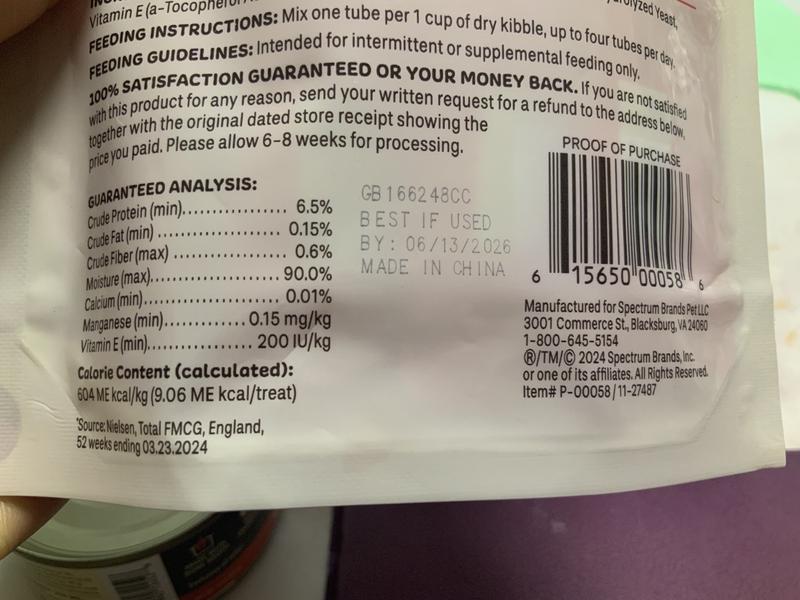 Vitamin E (a-Tocopherol
rolyzed Yeast,
FEEDING INSTRUCTIONS: Mix one tube per 1 cup of dry kibble, up to four tubes per day.
FEEDING GUIDELINES: Intended for intermittent or supplemental feeding only.
100% SATISFACTION GUARANTEED OR YOUR MONEY BACK. If you are not satisfied
with this product for any reason, send your written request for a refund to the address below,
together with the original dated store receipt showing the
price you paid. Please allow 6-8 weeks for processing.
GUARANTEED ANALYSIS:
Crude Protein (min)................ 6.5%
Crude Fat (min) .................... 0.15%
Crude Fiber (max) ................. 0.6%
Moisture (max)..................... 90.0%
Calcium (min)...................... 0.01%
Manganese (min)............ 0.15 mg/kg
Vitamin E (min)................ 200 IU/kg
Calorie Content (calculated):
604 ME kcal/kg (9.06 ME kcal/treat)
*Source: Nielsen, Total FMCG, England,
52 weeks ending 03.23.2024
GB166248CC
BEST IF USED
BY: 06/13/2026
MADE IN CHINA
PROOF OF PURCHASE
6 15650 00058 6
Manufactured for Spectrum Brands Pet LLC
3001 Commerce St., Blacksburg, VA 24060
1-800-645-5154
®/TM/© 2024 Spectrum Brands, Inc.
or one of its affiliates. All Rights Reserved.
Item# P-00058 / 11-27487